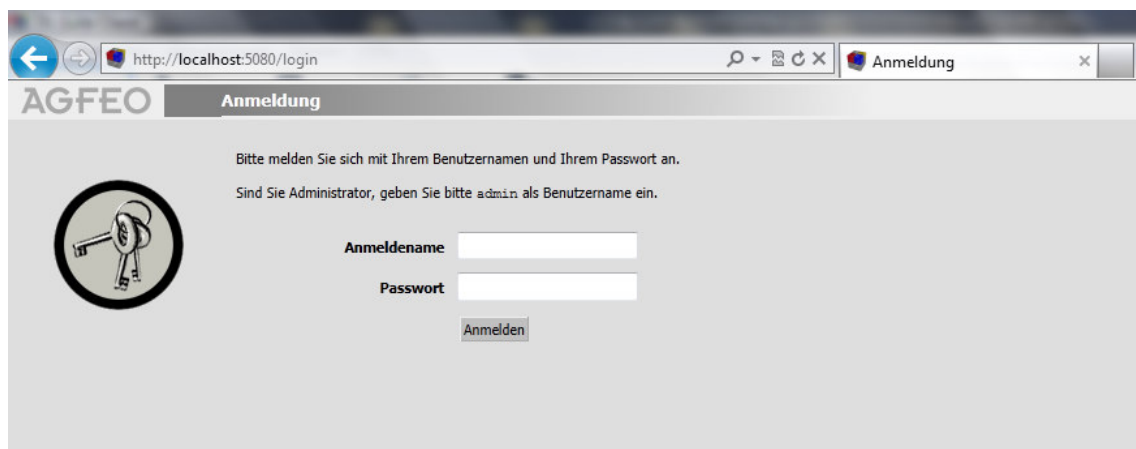 http://localhost:5080/login
Anmeldung
AGFEO
Anmeldung
Bitte melden Sie sich mit Ihrem Benutzernamen und Ihrem Passwort an.
Sind Sie Administrator, geben Sie bitte admin als Benutzername ein.
Anmeldename
Passwort
Anmelden